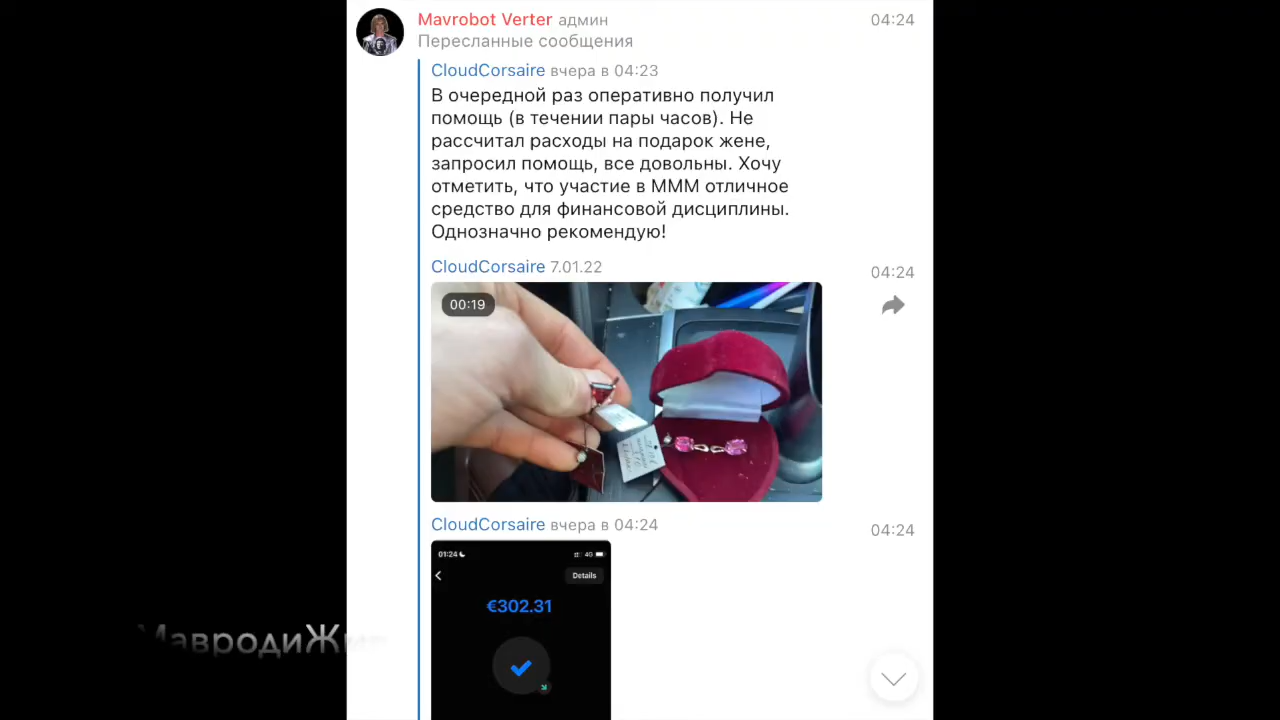 Mavrobot Verter админ 04:24
Пересланные сообщения
CloudCorsaire вчера в 04:23
В очередной раз оперативно получил
помощь (в течении пары часов). Не
рассчитал расходы на подарок жене,
запросил помощь, все довольны. Хочу
отметить, что участие в МММ отличное
средство для финансовой дисциплины.
Однозначно рекомендую!
CloudCorsaire 7.01.22 04:24
00:19
CloudCorsaire вчера в 04:24 04:24
01:24 4G
Details
€302.31